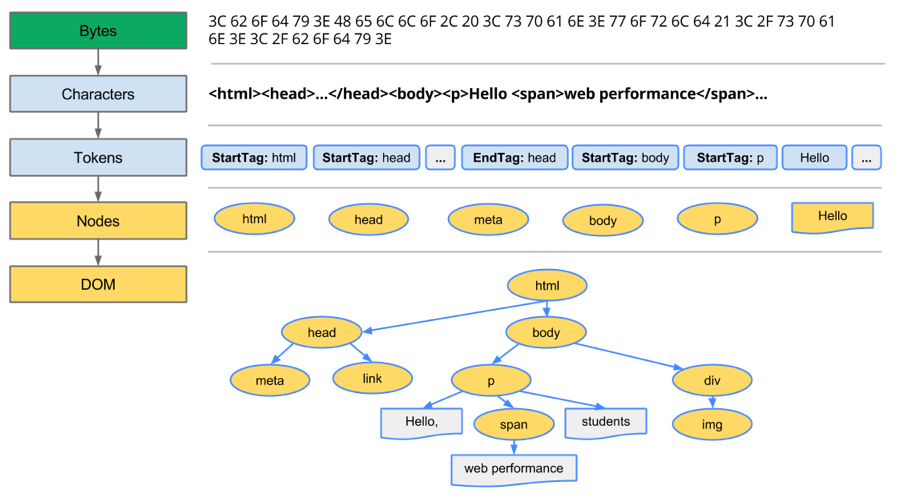 Bytes
3C 62 6F 64 79 3E 48 65 6C 6C 6F 2C 20 3C 73 70 61 6E 3E 77 6F 72 6C 64 21 3C 2F 73 70 61
6E 3E 3C 2F 62 6F 64 79 3E
Characters
<html><head>...</head><body><p>Hello <span>web performance</span>...
Tokens
StartTag: html StartTag: head ... EndTag: head StartTag: body StartTag: p Hello ...
Nodes
html head meta body p Hello
DOM
html
head body
meta link p div
Hello, span students img
web performance